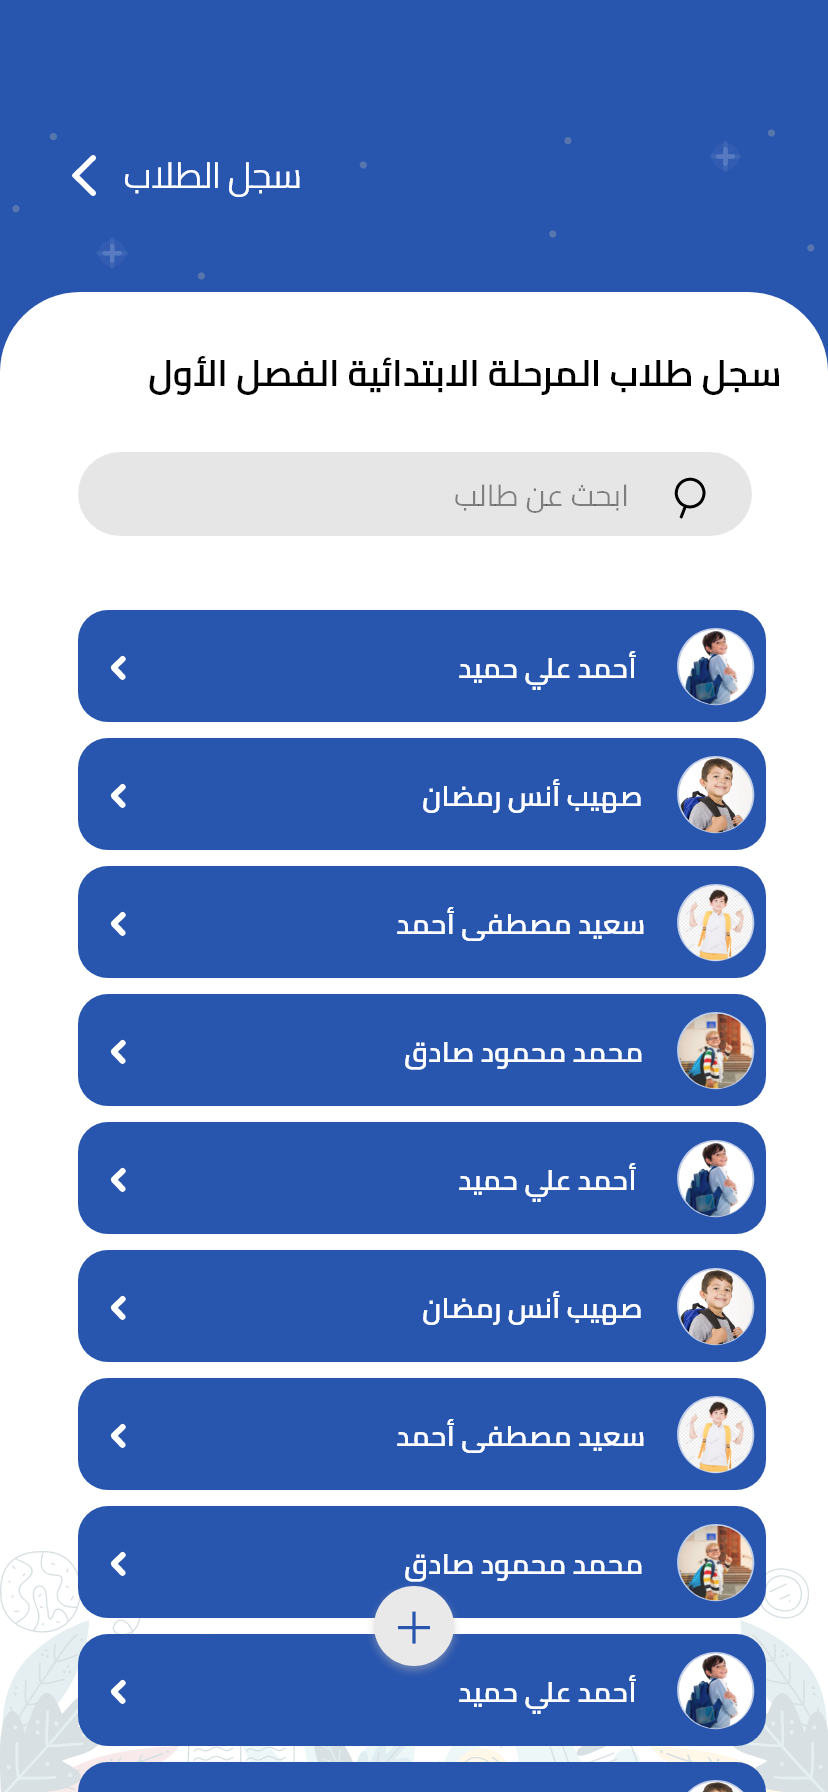 سجل الطلاب
سجل طلاب المرحلة الابتدائية الفصل الأول
ابحث عن طالب
أحمد علي حميد
صهيب أنس رمضان
سعيد مصطفى أحمد
محمد محمود صادق
أحمد علي حميد
صهيب أنس رمضان
سعيد مصطفى أحمد
محمد محمود صادق
أحمد علي حميد